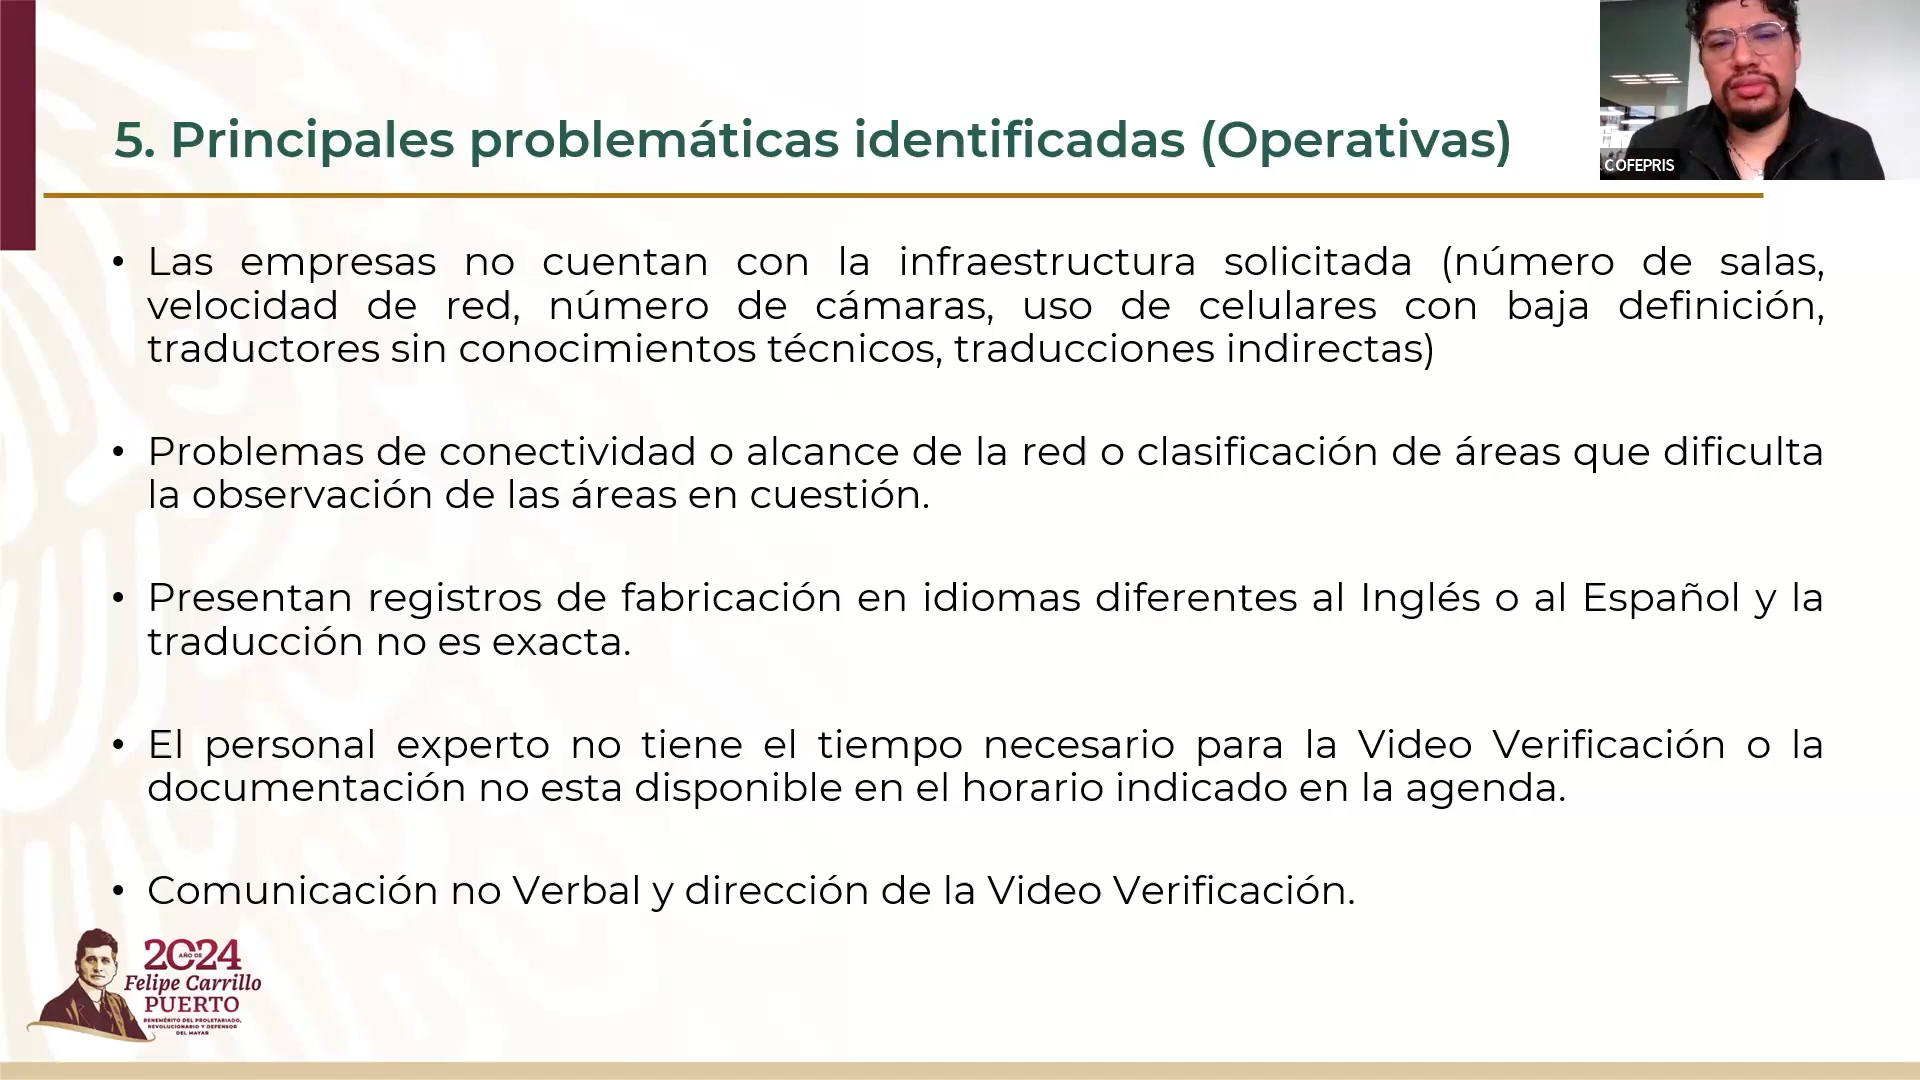 5. Principales problemáticas identificadas (Operativas)
COFEPRIS
• Las empresas no cuentan con la infraestructura solicitada (número de salas,
velocidad de red, número de cámaras, uso de celulares con baja definición,
traductores sin conocimientos técnicos, traducciones indirectas)
• Problemas de conectividad o alcance de la red o clasificación de áreas que dificulta
la observación de las áreas en cuestión.
• Presentan registros de fabricación en idiomas diferentes al Inglés o al Español y la
traducción no es exacta.
• El personal experto no tiene el tiempo necesario para la Video Verificación o la
documentación no esta disponible en el horario indicado en la agenda.
• Comunicación no Verbal y dirección de la Video Verificación.
2024
AÑO DE
Felipe Carrillo
PUERTO
BENEMÉRITO DEL PROLETARIADO,
REVOLUCIONARIO Y DEFENSOR
DEL MAYAB